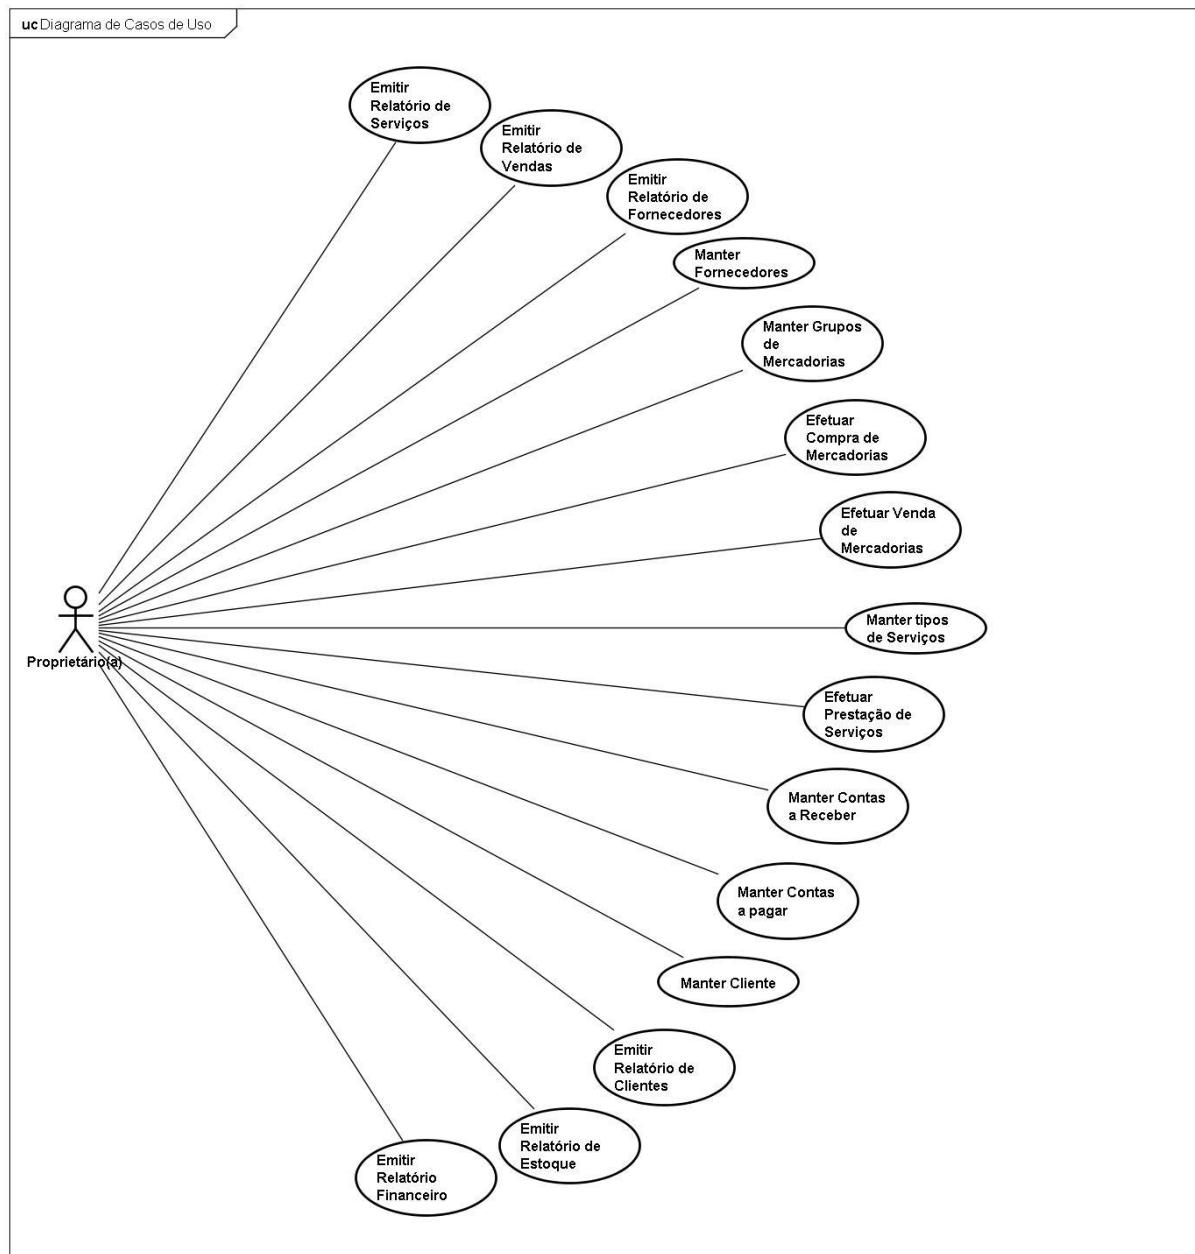 uc Diagrama de Casos de Uso
Emitir
Relatório de
Serviços
Emitir
Relatório de
Vendas
Emitir
Relatório de
Fornecedores
Manter
Fornecedores
Manter Grupos
de
Mercadorias
Efetuar
Compra de
Mercadorias
Efetuar Venda
de
Mercadorias
Proprietário(a)
Manter tipos
de Serviços
Efetuar
Prestação de
Serviços
Manter Contas
a Receber
Manter Contas
a pagar
Manter Cliente
Emitir
Relatório de
Clientes
Emitir
Relatório de
Estoque
Emitir
Relatório
Financeiro